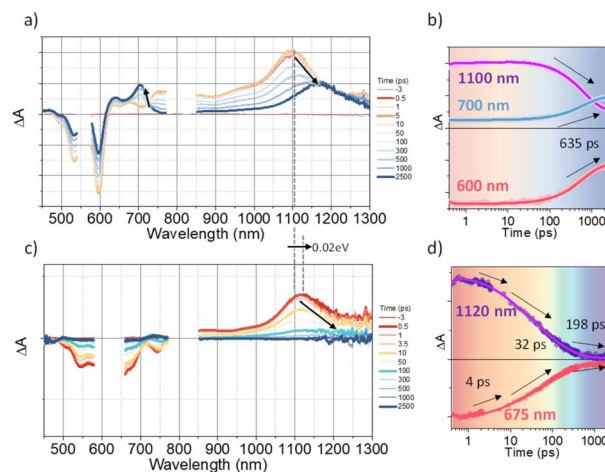 a)
ΔA
Time (ps)
-3
0.5
1
5
10
50
100
300
500
1000
2500
500 600 700 800 900 1000 1100 1200 1300
Wavelength (nm)
b)
ΔA
1100 nm
700 nm
635 ps
600 nm
1 10 100 1000
Time (ps)
c)
0.02eV
ΔA
Time (ps)
-3
0.5
1
3.5
10
50
100
300
500
1000
2500
500 600 700 800 900 1000 1100 1200 1300
Wavelength (nm)
d)
ΔA
1120 nm
198 ps
32 ps
4 ps
675 nm
1 10 100 1000
Time (ps)